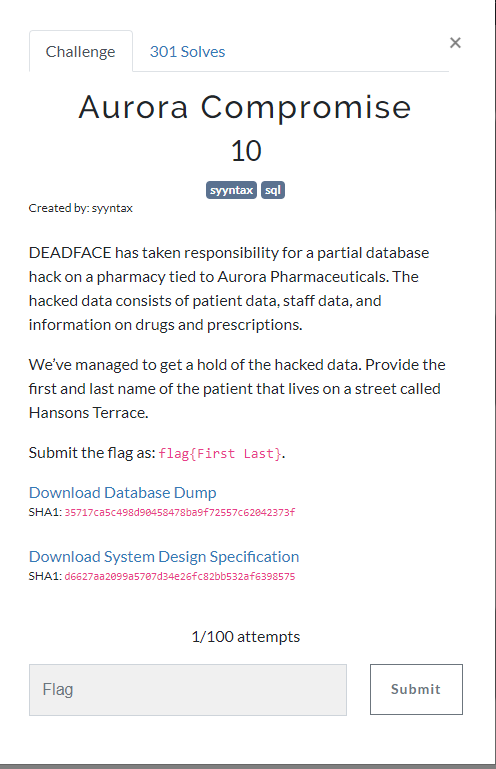 Challenge
301 Solves
×
Aurora Compromise
10
syyntax sql
Created by: syyntax
DEADFACE has taken responsibility for a partial database
hack on a pharmacy tied to Aurora Pharmaceuticals. The
hacked data consists of patient data, staff data, and
information on drugs and prescriptions.
We've managed to get a hold of the hacked data. Provide the
first and last name of the patient that lives on a street called
Hansons Terrace.
Submit the flag as: flag{First Last}.
Download Database Dump
SHA1: 35717ca5c498d90458478ba9f72557c62042373f
Download System Design Specification
SHA1: d6627aa2099a5707d34e26fc82bb532af6398575
1/100 attempts
Flag
Submit